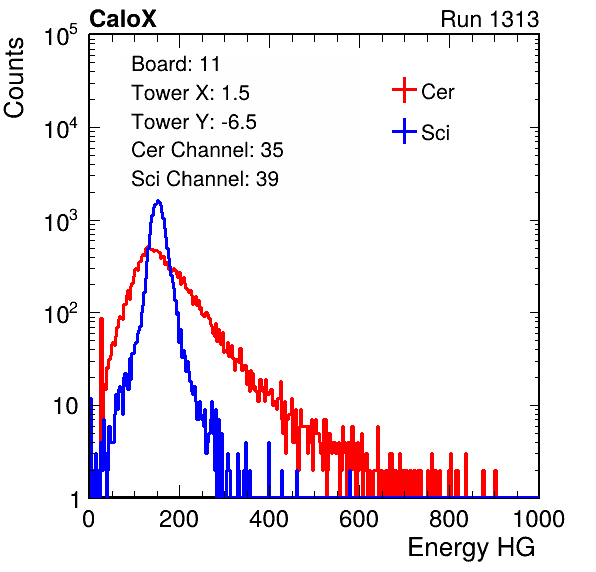 CaloX Run 1313
10^5
10^4
10^3
10^2
10
1
Counts
Board: 11
Tower X: 1.5
Tower Y: -6.5
Cer Channel: 35
Sci Channel: 39
Cer
Sci
0 200 400 600 800 1000
Energy HG